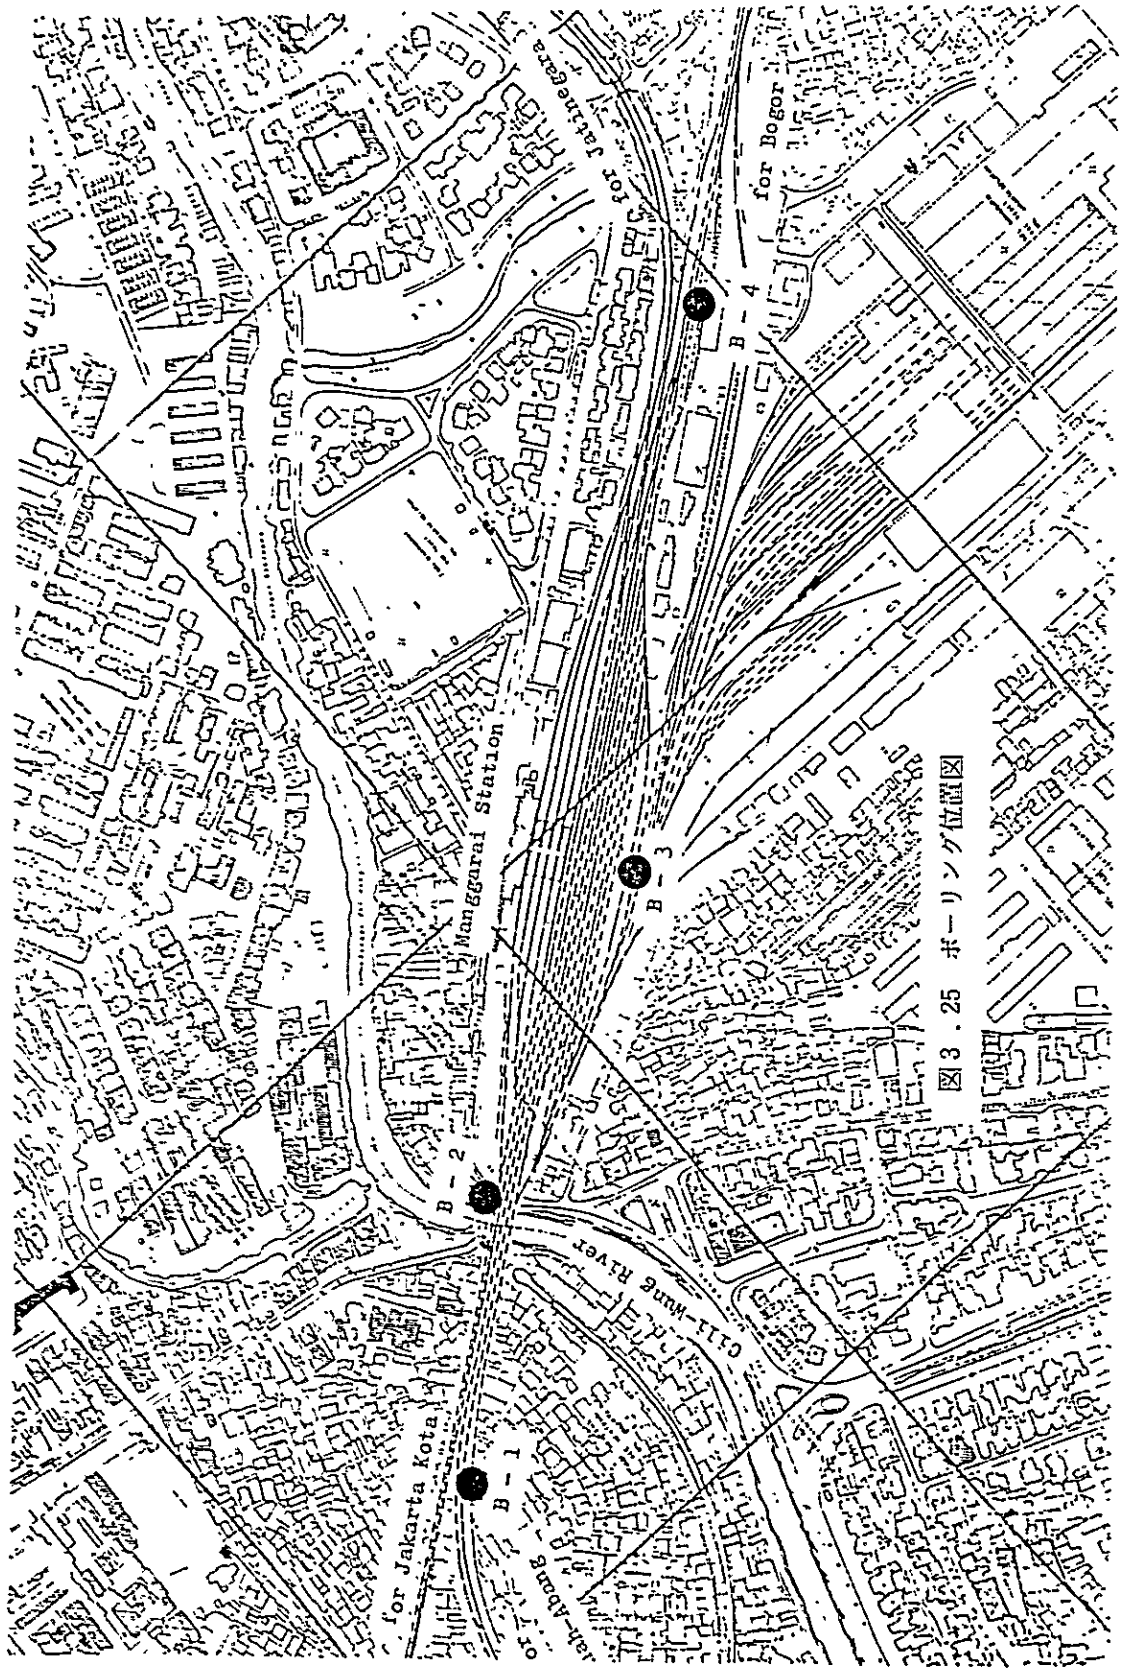 for Jakarta Kota
B - 1
B - 2
Manggarai Station
Cili-Wung River
B - 3
B - 4
for Jatinegara
for Bogor
図3.25 ボーリング位置図